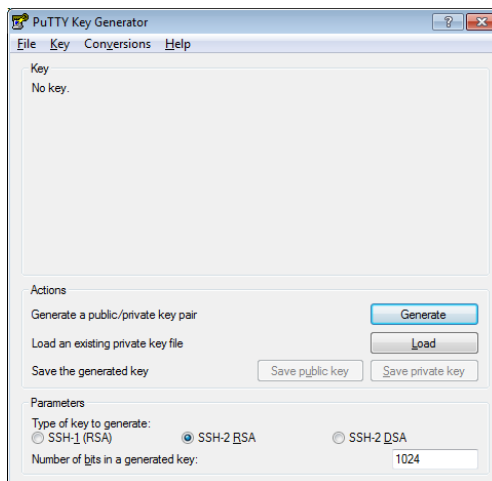 PuTTY Key Generator
File Key Conversions Help
Key
No key.
Actions
Generate a public/private key pair Generate
Load an existing private key file Load
Save the generated key Save public key Save private key
Parameters
Type of key to generate:
SSH-1 (RSA) SSH-2 RSA SSH-2 DSA
Number of bits in a generated key: 1024